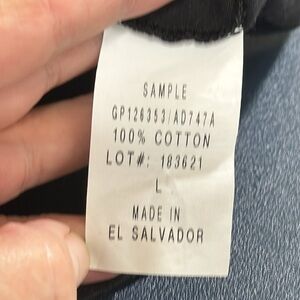 SAMPLE
GP126353/AD747A
100% COTTON
LOT#: 183621
L
MADE IN
EL SALVADOR